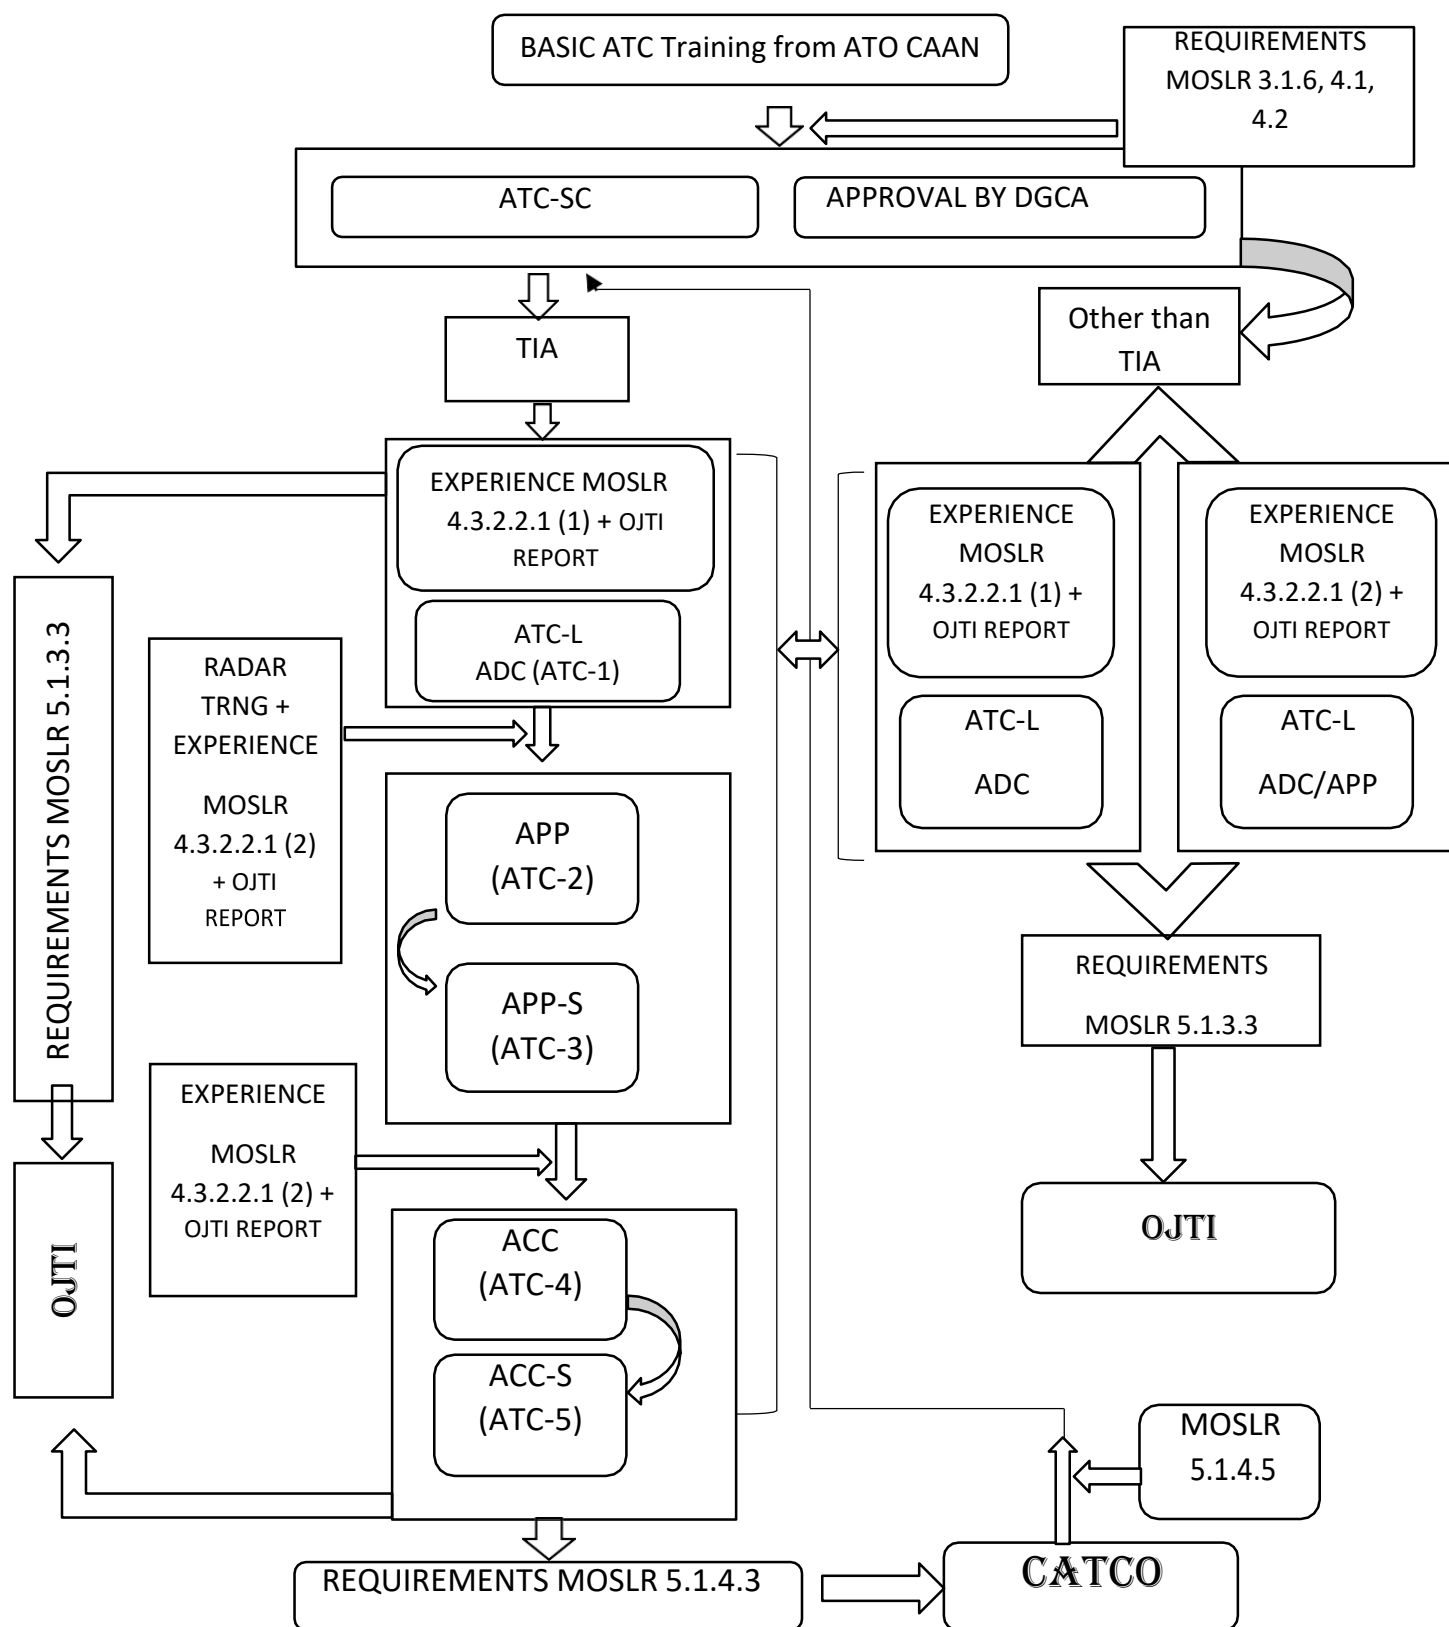 BASIC ATC Training from ATO CAAN
REQUIREMENTS
MOSLR 3.1.6, 4.1,
4.2
ATC-SC
APPROVAL BY DGCA
TIA
Other than
TIA
EXPERIENCE MOSLR
4.3.2.2.1 (1) + OJTI
REPORT
ATC-L
ADC (ATC-1)
EXPERIENCE
MOSLR
4.3.2.2.1 (1) +
OJTI REPORT
ATC-L
ADC
EXPERIENCE
MOSLR
4.3.2.2.1 (2) +
OJTI REPORT
ATC-L
ADC/APP
REQUIREMENTS MOSLR 5.1.3.3
RADAR
TRNG +
EXPERIENCE
MOSLR
4.3.2.2.1 (2)
+ OJTI
REPORT
APP
(ATC-2)
APP-S
(ATC-3)
REQUIREMENTS
MOSLR 5.1.3.3
EXPERIENCE
MOSLR
4.3.2.2.1 (2) +
OJTI REPORT
OJTI
OJTI
ACC
(ATC-4)
ACC-S
(ATC-5)
MOSLR
5.1.4.5
REQUIREMENTS MOSLR 5.1.4.3
CATCO